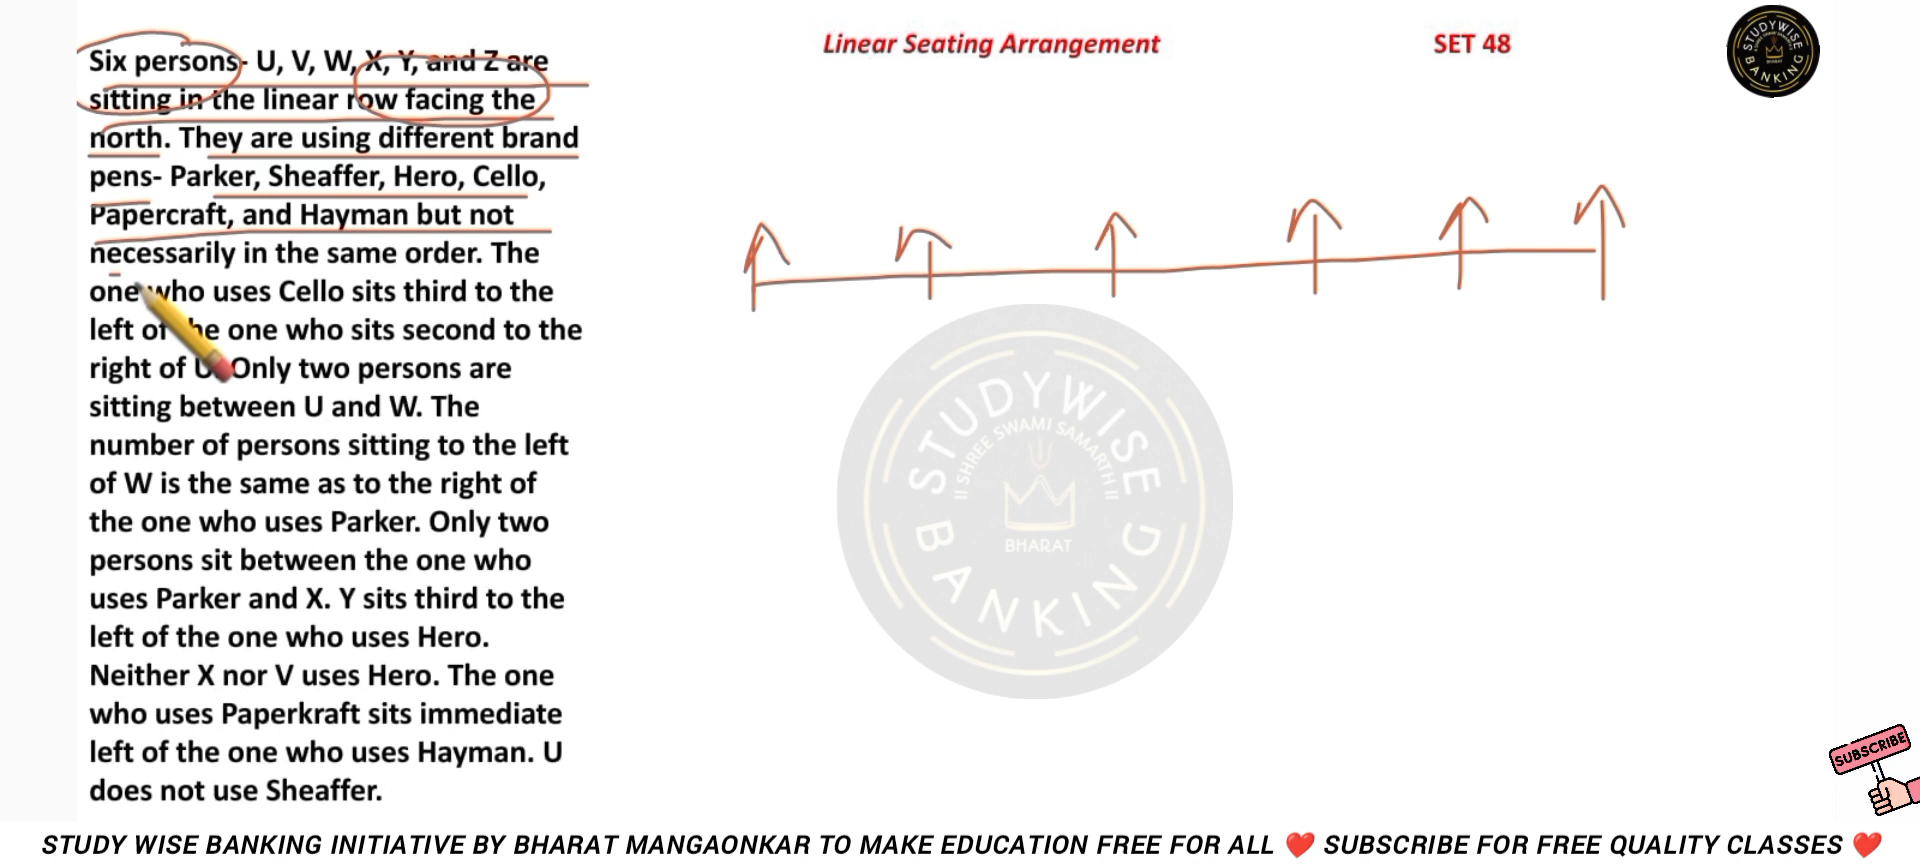 Linear Seating Arrangement
SET 48
STUDYWISE
BANKING
Six persons- U, V, W, X, Y, and Z are
sitting in the linear row facing the
north. They are using different brand
pens- Parker, Sheaffer, Hero, Cello,
Papercraft, and Hayman but not
necessarily in the same order. The
one who uses Cello sits third to the
left of he one who sits second to the
right of U. Only two persons are
sitting between U and W. The
number of persons sitting to the left
of W is the same as to the right of
the one who uses Parker. Only two
persons sit between the one who
uses Parker and X. Y sits third to the
left of the one who uses Hero.
Neither X nor V uses Hero. The one
who uses Paperkraft sits immediate
left of the one who uses Hayman. U
does not use Sheaffer.
STUDYWISE
|| SHREE SWAMI SAMARTH ||
BHARAT
BANKING
SUBSCRIBE
STUDY WISE BANKING INITIATIVE BY BHARAT MANGAONKAR TO MAKE EDUCATION FREE FOR ALL ❤️ SUBSCRIBE FOR FREE QUALITY CLASSES ❤️